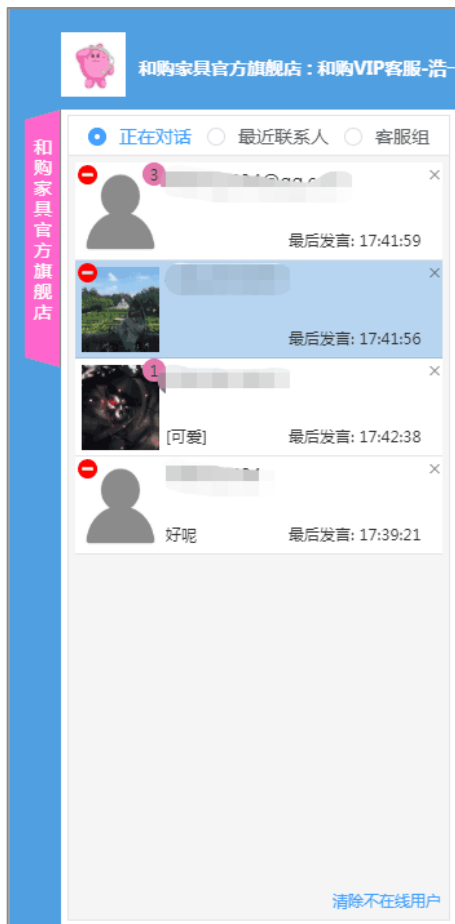 和购家具官方旗舰店:和购VIP客服-浩
和购家具官方旗舰店
正在对话 最近联系人 客服组
3
最后发言: 17:41:59
最后发言: 17:41:56
1
[可爱] 最后发言: 17:42:38
好呢 最后发言: 17:39:21
清除不在线用户